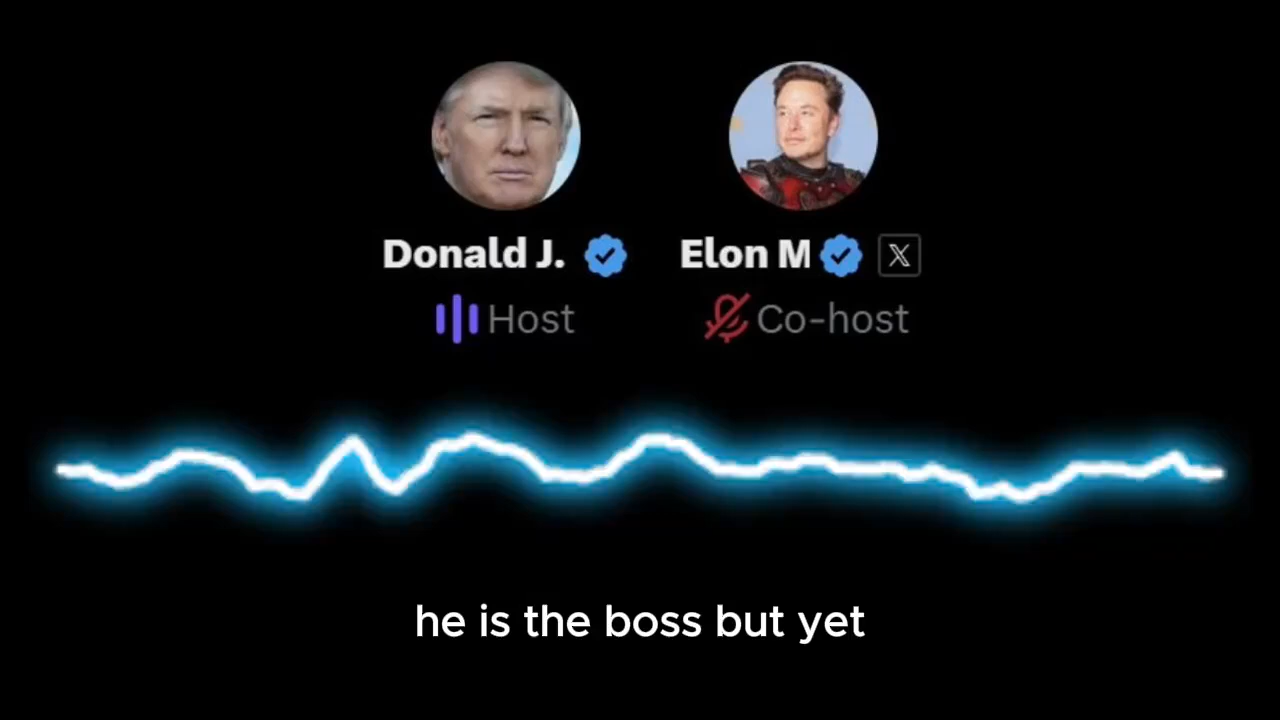 Donald J.
Elon M
X
Host
Co-host
he is the boss but yet